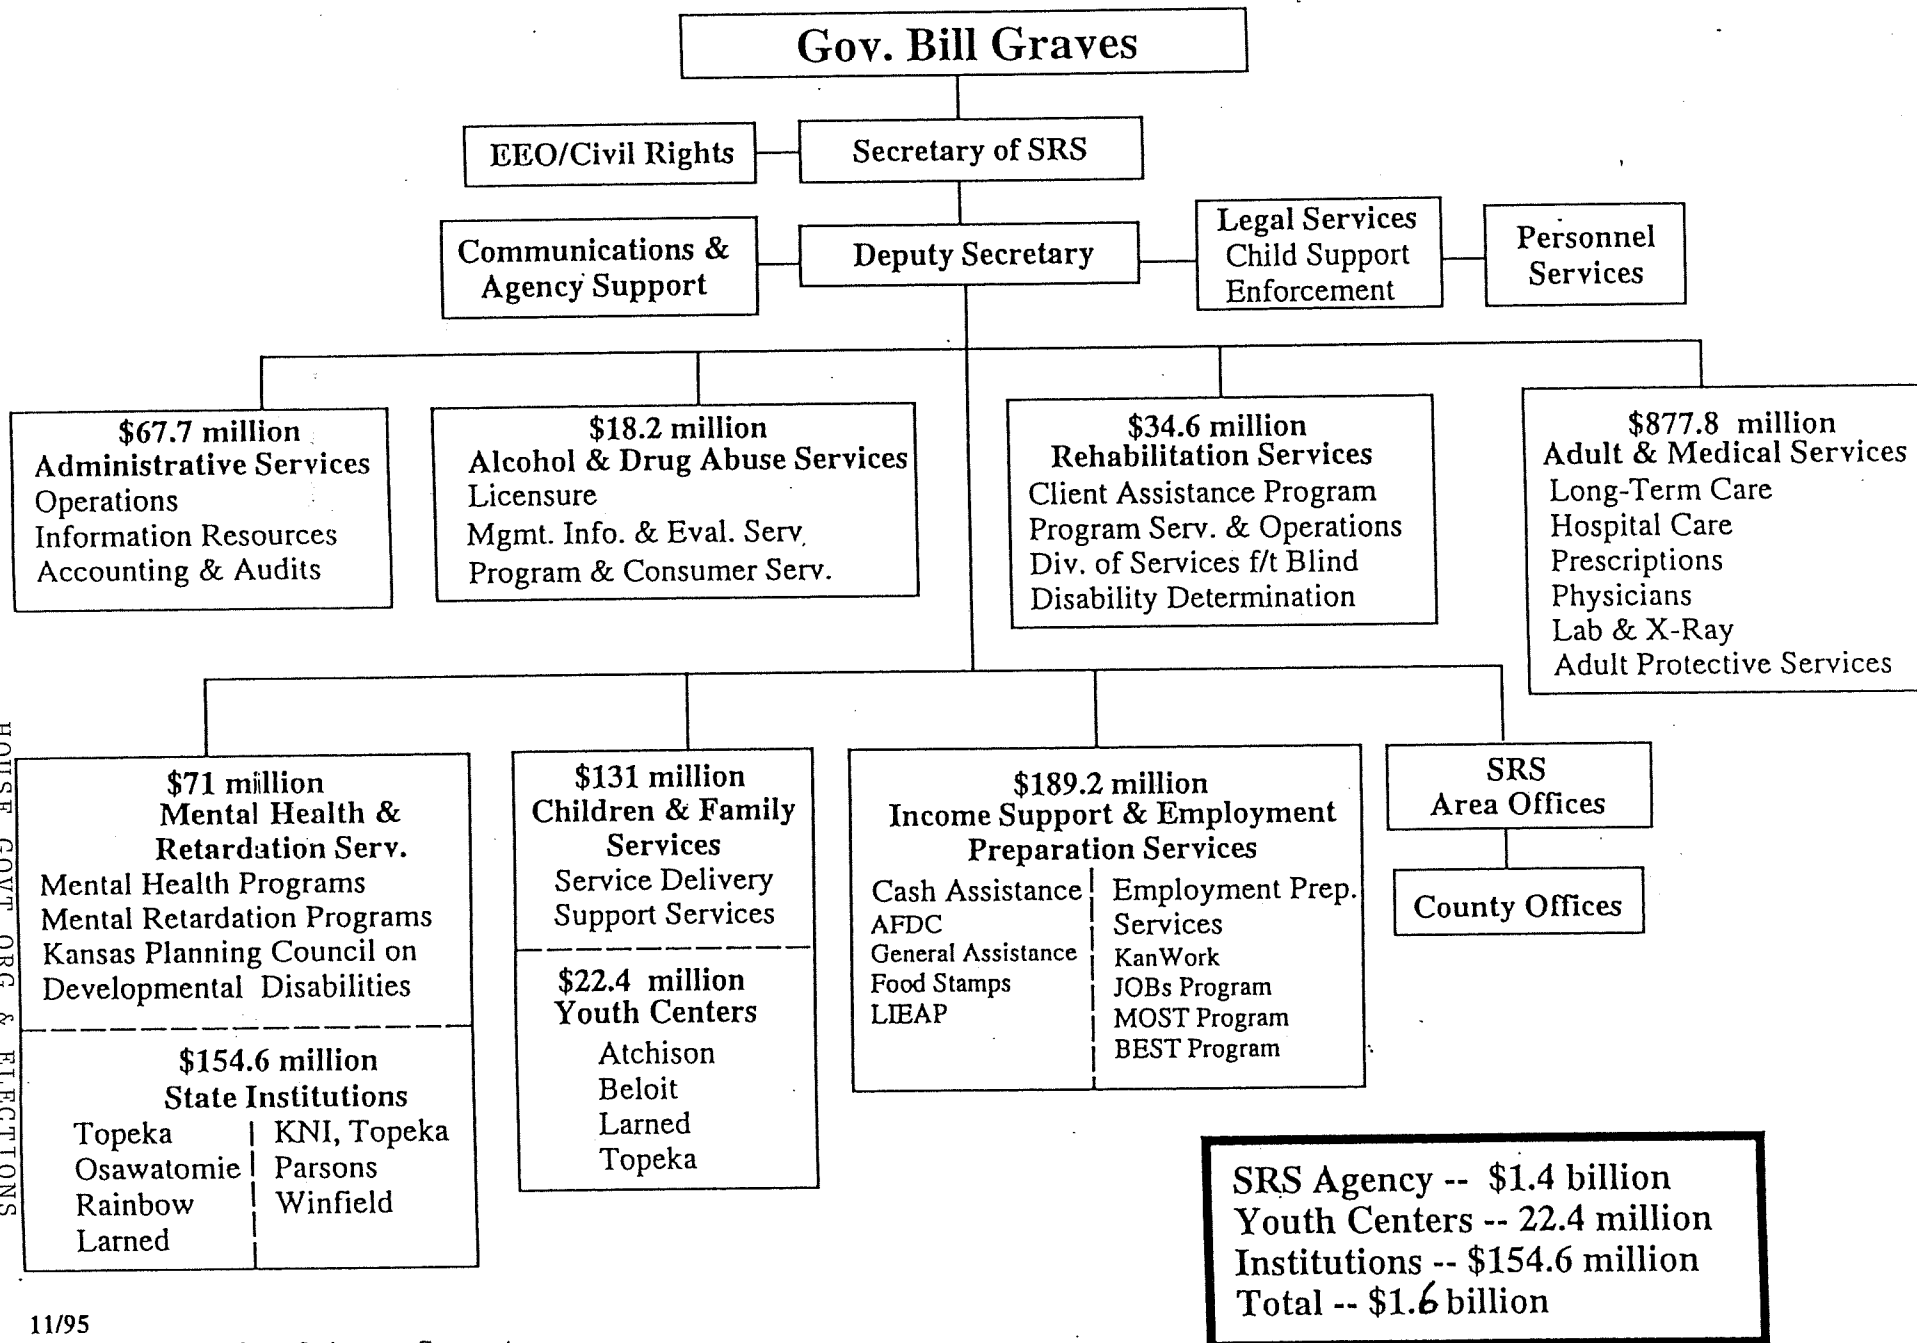 Gov. Bill Graves
EEO/Civil Rights
Secretary of SRS
Communications &
Agency Support
Deputy Secretary
Legal Services
Child Support
Enforcement
Personnel
Services
$67.7 million
Administrative Services
Operations
Information Resources
Accounting & Audits
$18.2 million
Alcohol & Drug Abuse Services
Licensure
Mgmt. Info. & Eval. Serv.
Program & Consumer Serv.
$34.6 million
Rehabilitation Services
Client Assistance Program
Program Serv. & Operations
Div. of Services f/t Blind
Disability Determination
$877.8 million
Adult & Medical Services
Long-Term Care
Hospital Care
Prescriptions
Physicians
Lab & X-Ray
Adult Protective Services
$71 million
Mental Health &
Retardation Serv.
Mental Health Programs
Mental Retardation Programs
Kansas Planning Council on
Developmental Disabilities
$154.6 million
State Institutions
Topeka
Osawatomie
Rainbow
Larned
KNI, Topeka
Parsons
Winfield
$131 million
Children & Family
Services
Service Delivery
Support Services
$22.4 million
Youth Centers
Atchison
Beloit
Larned
Topeka
$189.2 million
Income Support & Employment
Preparation Services
Cash Assistance
AFDC
General Assistance
Food Stamps
LIEAP
Employment Prep.
Services
KanWork
JOBs Program
MOST Program
BEST Program
SRS
Area Offices
County Offices
SRS Agency -- $1.4 billion
Youth Centers -- 22.4 million
Institutions -- $154.6 million
Total -- $1.6 billion
HOUSE GOVT ORG & ELECTIONS
11/95